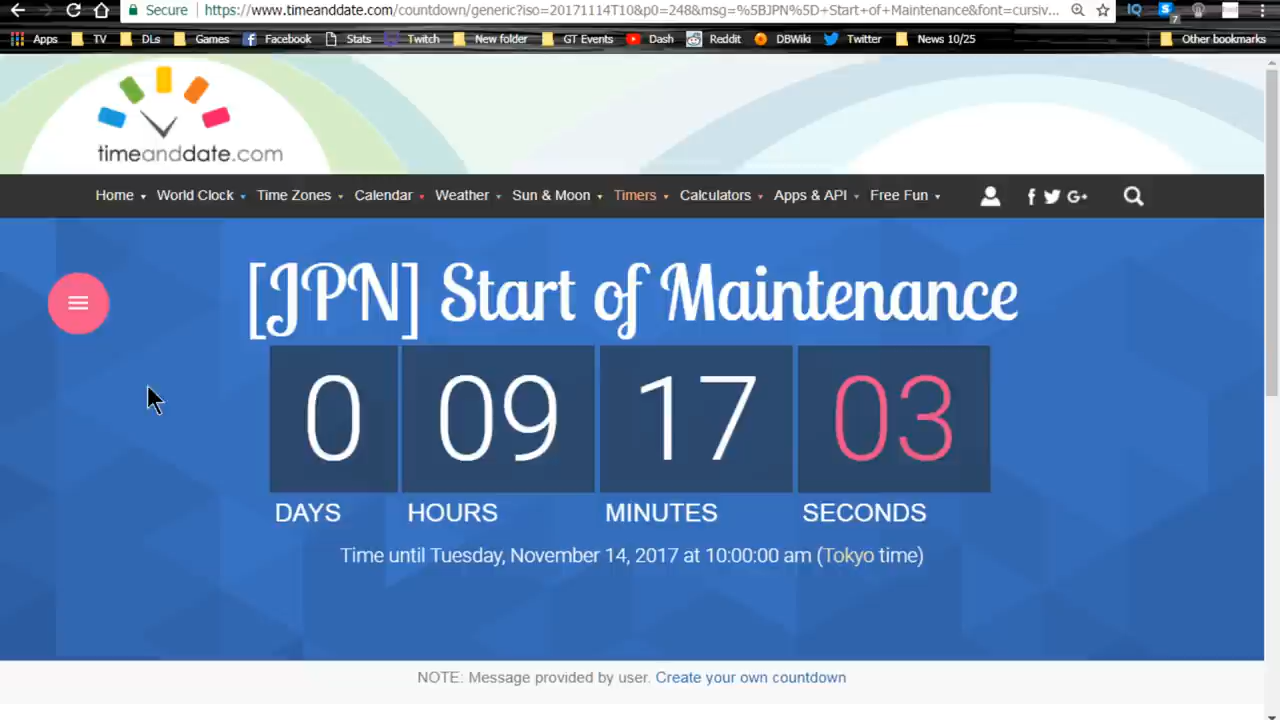 Secure https://www.timeanddate.com/countdown/generic?iso=20171114T10&p0=248&msg=%5BJPN%5D+Start+of+Maintenance&font=cursiv...
7
Apps TV DLs Games Facebook Stats Twitch New folder GT Events Dash Reddit DBWiki Twitter News 10/25 Other bookmarks
timeanddate.com
Home World Clock Time Zones Calendar Weather Sun & Moon Timers Calculators Apps & API Free Fun
[JPN] Start of Maintenance
0 09 17 03
DAYS HOURS MINUTES SECONDS
Time until Tuesday, November 14, 2017 at 10:00:00 am (Tokyo time)
NOTE: Message provided by user. Create your own countdown